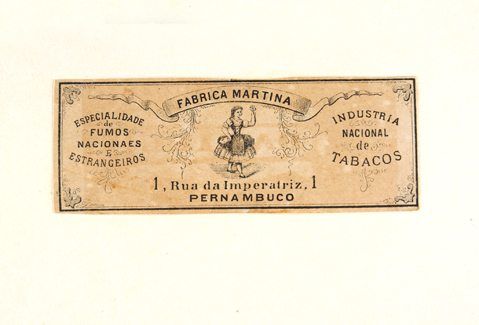 FABRICA MARTINA
ESPECIALIDADE
de
FUMOS
NACIONAES
E
ESTRANGEIROS
INDUSTRIA
NACIONAL
de
TABACOS
1, Rua da Imperatriz, 1
PERNAMBUCO